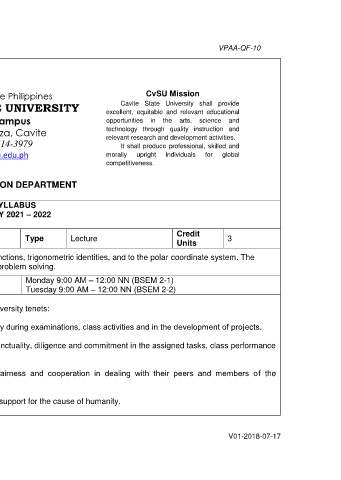 VPAA-QF-10
CvSU Mission
Cavite State University shall provide
excellent, equitable and relevant educational
opportunities in the arts, science and
technology through quality instruction and
relevant research and development activities.
It shall produce professional, skilled and
morally upright individuals for global
competitiveness.
e Philippines
E UNIVERSITY
ampus
za, Cavite
14-3979
u.edu.ph
ON DEPARTMENT
YLLABUS
Y 2021 – 2022
Type Lecture Credit Units 3
nctions, trigonometric identities, and to the polar coordinate system. The
problem solving.
Monday 9:00 AM – 12:00 NN (BSEM 2-1)
Tuesday 9:00 AM – 12:00 NN (BSEM 2-2)
iversity tenets:
y during examinations, class activities and in the development of projects.
nctuality, diligence and commitment in the assigned tasks, class performance
airness and cooperation in dealing with their peers and members of the
support for the cause of humanity.
V01-2018-07-17